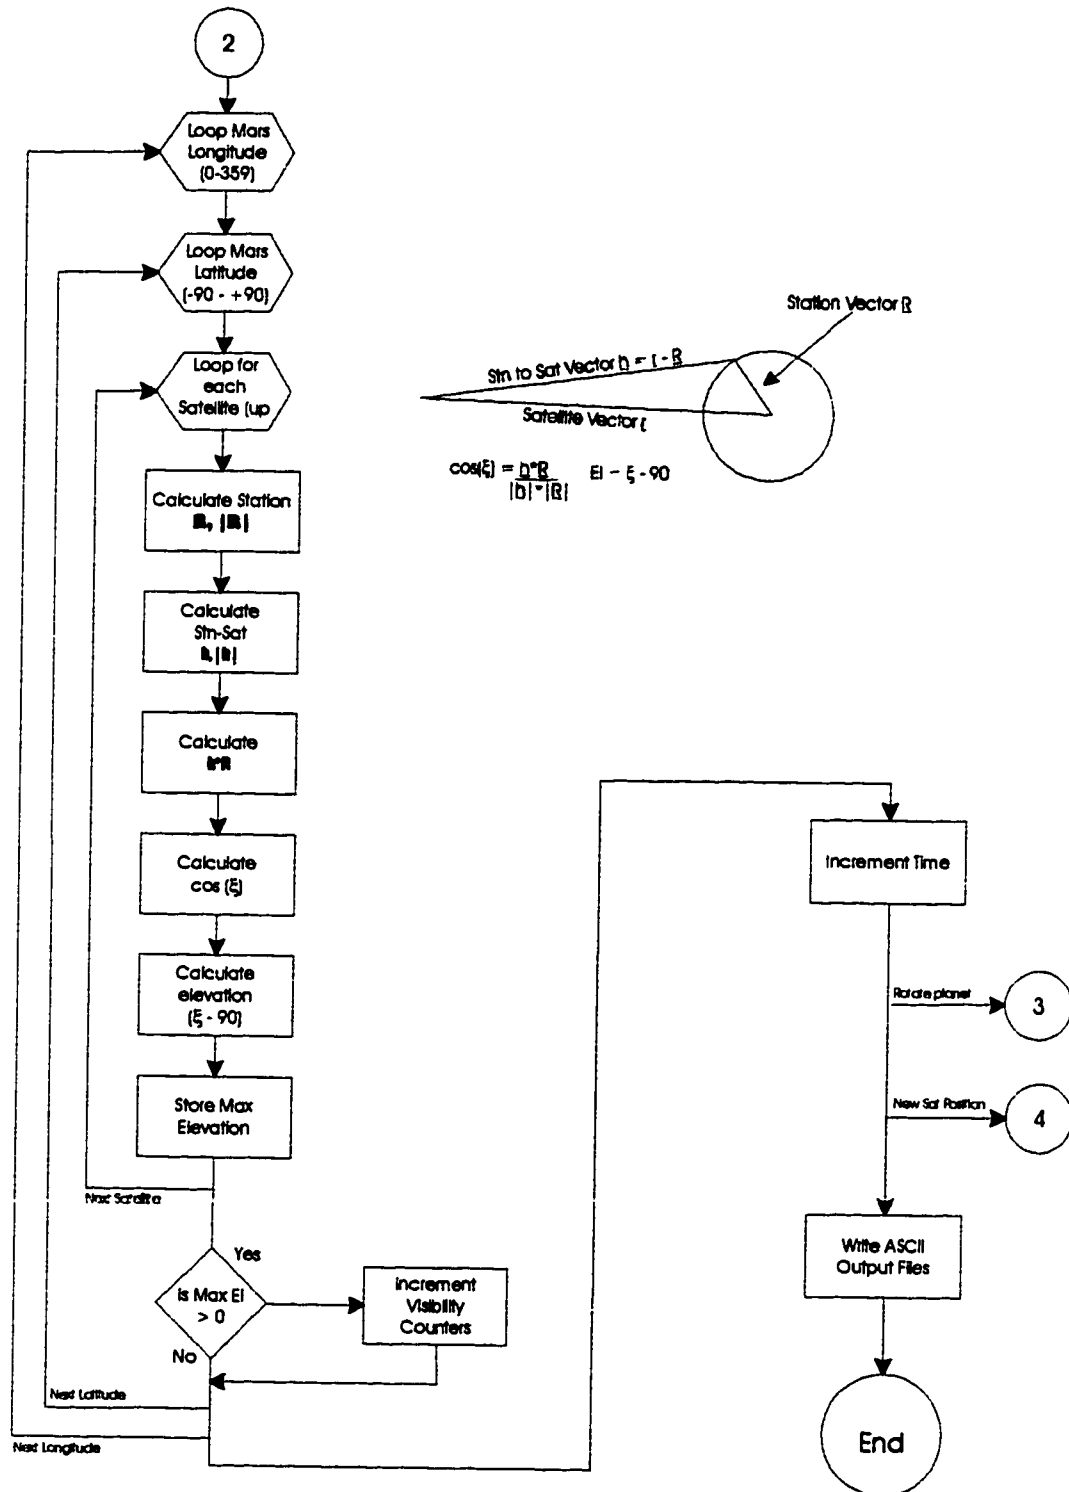 2
Loop Mars
Longitude
(0-359)
Loop Mars
Latitude
(-90 - +90)
Loop for
each
Satellite (up
Calculate Station
R, |R|
Calculate
Stn-Sat
h, |h|
Calculate
h•R
Calculate
cos (ξ)
Calculate
elevation
(ξ - 90)
Store Max
Elevation
Next Satellite
Yes
Is Max El
> 0
No
Increment
Visibility
Counters
Next Latitude
Next Longitude
Station Vector R
Stn to Sat Vector h = r - R
Satellite Vector r
cos(ξ) = h•R
|h|•|R|
El = ξ - 90
Increment Time
Rotate planet
3
New Sat Position
4
Write ASCII
Output Files
End